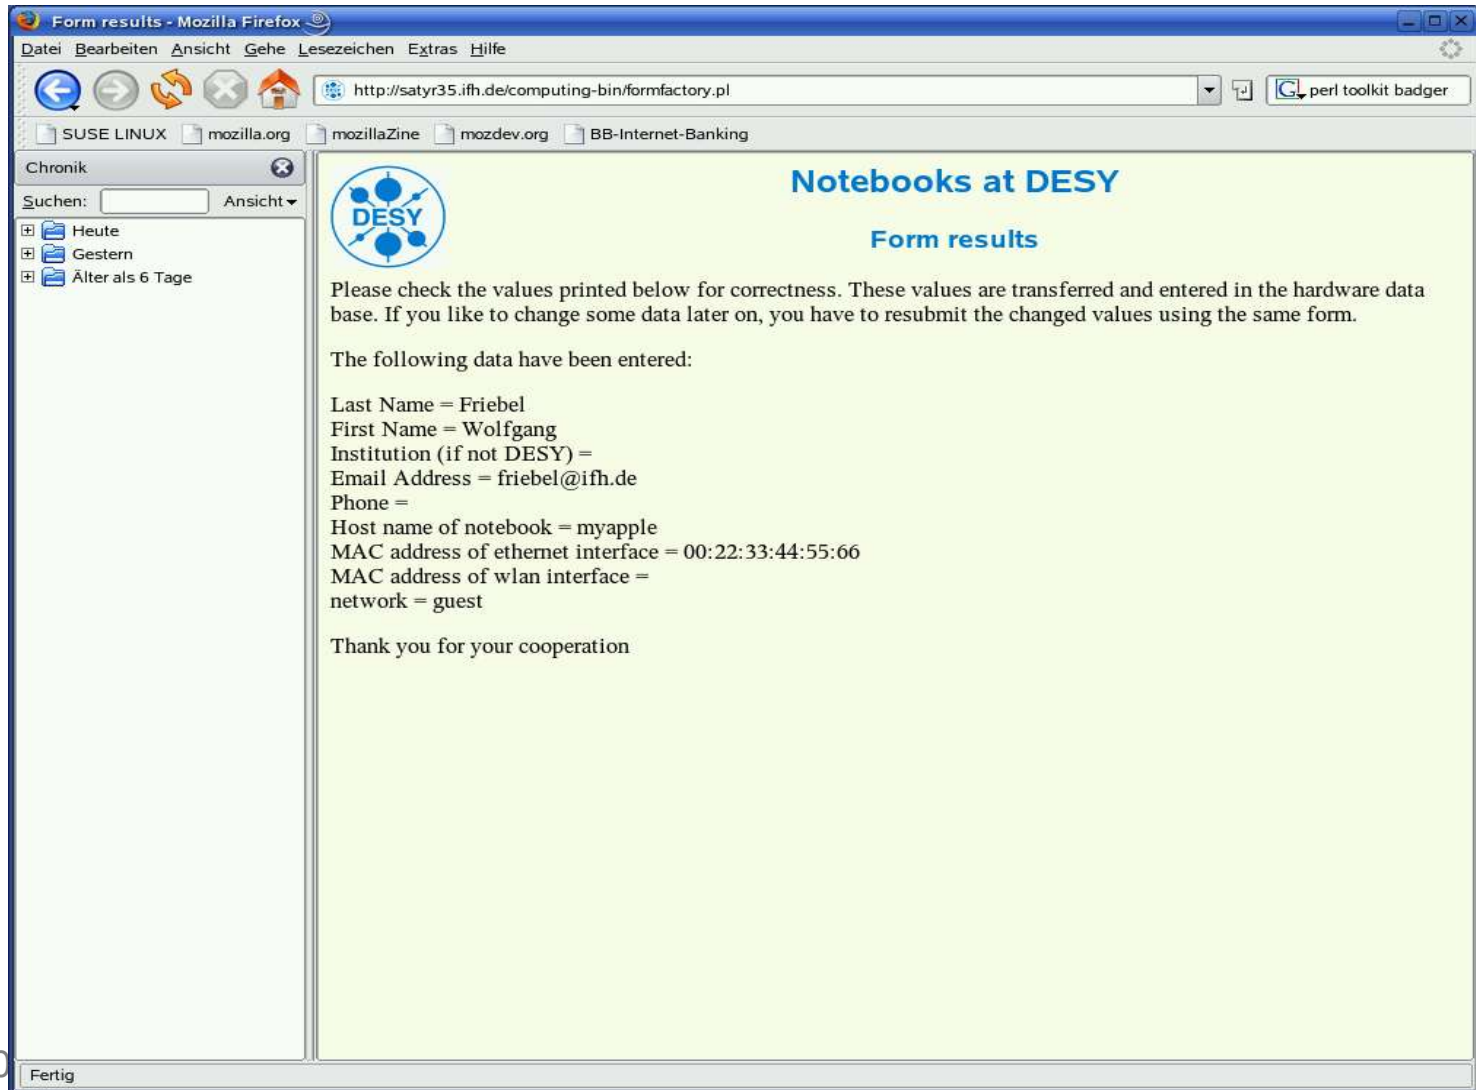 Form results - Mozilla Firefox
Datei Bearbeiten Ansicht Gehe Lesezeichen Extras Hilfe
http://satyr35.ifh.de/computing-bin/formfactory.pl
G perl toolkit badger
SUSE LINUX mozilla.org mozillaZine mozdev.org BB-Internet-Banking
Chronik
Suchen: Ansicht
Heute
Gestern
Älter als 6 Tage
DESY
Notebooks at DESY
Form results
Please check the values printed below for correctness. These values are transferred and entered in the hardware data
base. If you like to change some data later on, you have to resubmit the changed values using the same form.
The following data have been entered:
Last Name = Friebel
First Name = Wolfgang
Institution (if not DESY) =
Email Address = friebel@ifh.de
Phone =
Host name of notebook = myapple
MAC address of ethernet interface = 00:22:33:44:55:66
MAC address of wlan interface =
network = guest
Thank you for your cooperation
Fertig